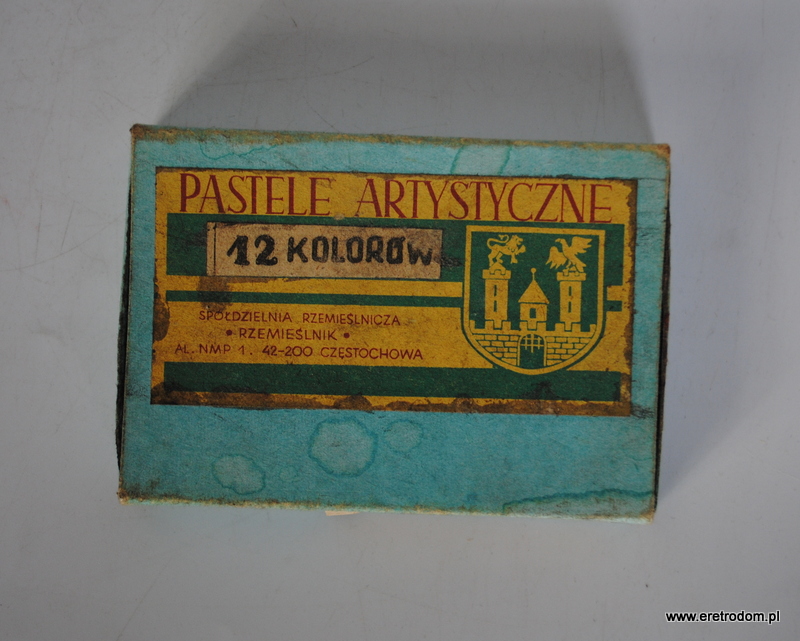 PASTELE ARTYSTYCZNE
12 KOLORÓW
SPÓŁDZIELNIA RZEMIEŚLNICZA
• RZEMIEŚLNIK •
AL. NMP 1. 42-200 CZĘSTOCHOWA
www.eretrodom.pl